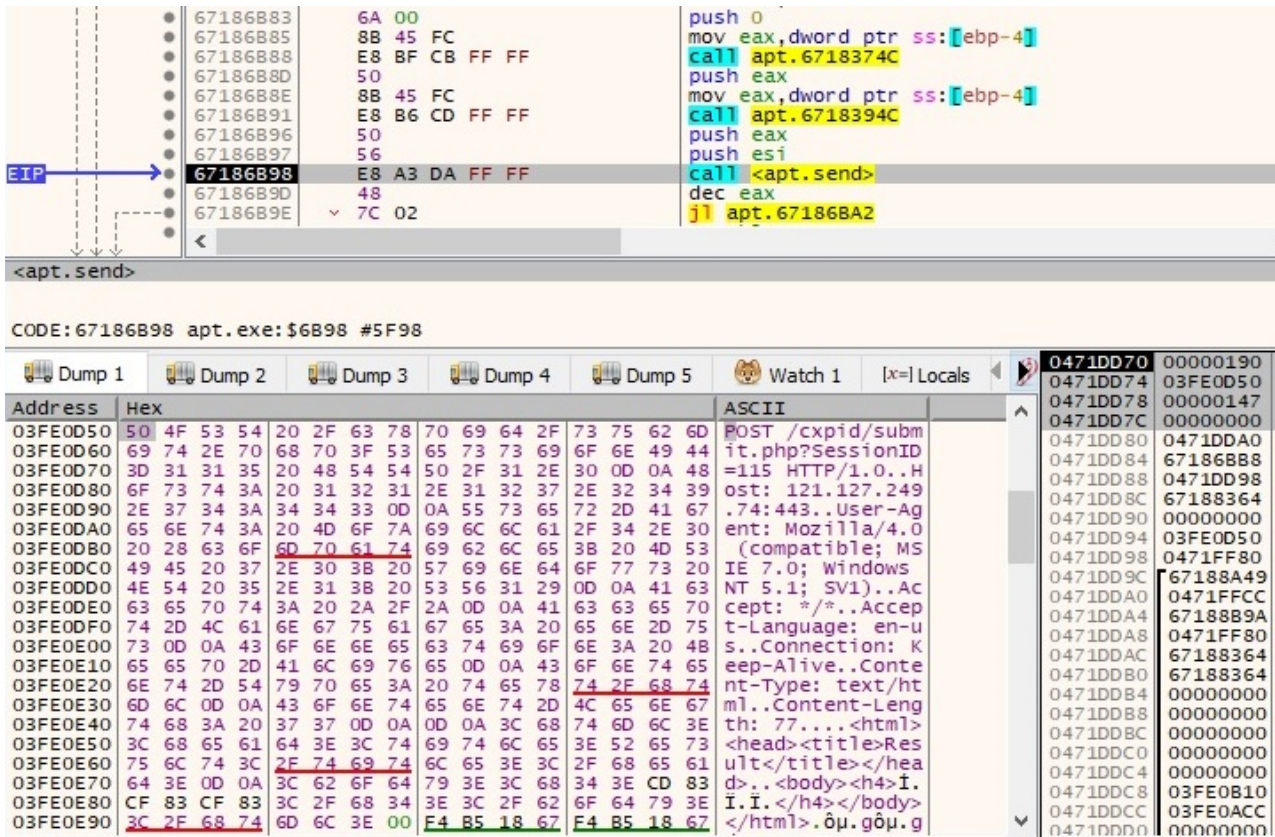 67186B83 6A 00 push 0
67186B85 8B 45 FC mov eax,dword ptr ss:[ebp-4]
67186B88 E8 BF CB FF FF call apt.6718374C
67186B8D 50 push eax
67186B8E 8B 45 FC mov eax,dword ptr ss:[ebp-4]
67186B91 E8 B6 CD FF FF call apt.6718394C
67186B96 50 push eax
67186B97 56 push esi
EIP 67186B98 E8 A3 DA FF FF call <apt.send>
67186B9D 48 dec eax
67186B9E 7C 02 jl apt.67186BA2
<apt.send>
CODE:67186B98 apt.exe:$6B98 #5F98
Dump 1 Dump 2 Dump 3 Dump 4 Dump 5 Watch 1 [x=] Locals
Address Hex ASCII
03FE0D50 50 4F 53 54 20 2F 63 78 70 69 64 2F 73 75 62 6D POST /cxpid/subm
03FE0D60 69 74 2E 70 68 70 3F 53 65 73 73 69 6F 6E 49 44 it.php?SessionID
03FE0D70 3D 31 31 35 20 48 54 54 50 2F 31 2E 30 0D 0A 48 =115 HTTP/1.0..H
03FE0D80 6F 73 74 3A 20 31 32 31 2E 31 32 37 2E 32 34 39 ost: 121.127.249
03FE0D90 2E 37 34 3A 34 34 33 0D 0A 55 73 65 72 2D 41 67 .74:443..User-Ag
03FE0DA0 65 6E 74 3A 20 4D 6F 7A 69 6C 6C 61 2F 34 2E 30 ent: Mozilla/4.0
03FE0DB0 20 28 63 6F 6D 70 61 74 69 62 6C 65 3B 20 4D 53 (compatible; MS
03FE0DC0 49 45 20 37 2E 30 3B 20 57 69 6E 64 6F 77 73 20 IE 7.0; Windows
03FE0DD0 4E 54 20 35 2E 31 3B 20 53 56 31 29 0D 0A 41 63 NT 5.1; SV1)..Ac
03FE0DE0 63 65 70 74 3A 20 2A 2F 2A 0D 0A 41 63 63 65 70 cept: */*..Accep
03FE0DF0 74 2D 4C 61 6E 67 75 61 67 65 3A 20 65 6E 2D 75 t-Language: en-u
03FE0E00 73 0D 0A 43 6F 6E 6E 65 63 74 69 6F 6E 3A 20 4B s..Connection: K
03FE0E10 65 65 70 2D 41 6C 69 76 65 0D 0A 43 6F 6E 74 65 eep-Alive..Conte
03FE0E20 6E 74 2D 54 79 70 65 3A 20 74 65 78 74 2F 68 74 nt-Type: text/ht
03FE0E30 6D 6C 0D 0A 43 6F 6E 74 65 6E 74 2D 4C 65 6E 67 ml..Content-Leng
03FE0E40 74 68 3A 20 37 37 0D 0A 0D 0A 3C 68 74 6D 6C 3E th: 77....<html>
03FE0E50 3C 68 65 61 64 3E 3C 74 69 74 6C 65 3E 52 65 73 <head><title>Res
03FE0E60 75 6C 74 3C 2F 74 69 74 6C 65 3E 3C 2F 68 65 61 ult</title></hea
03FE0E70 64 3E 0D 0A 3C 62 6F 64 79 3E 3C 68 34 3E CD 83 d>..<body><h4>Í.
03FE0E80 CF 83 CF 83 3C 2F 68 34 3E 3C 2F 62 6F 64 79 3E Ï.Ï.</h4></body>
03FE0E90 3C 2F 68 74 6D 6C 3E 00 F4 B5 18 67 F4 B5 18 67 </html>.ôµ.gôµ.g
0471DD70 00000190
0471DD74 03FE0D50
0471DD78 00000147
0471DD7C 00000000
0471DD80 0471DDA0
0471DD84 67186BB8
0471DD88 0471DD98
0471DD8C 67188364
0471DD90 00000000
0471DD94 03FE0D50
0471DD98 0471FF80
0471DD9C 67188A49
0471DDA0 0471FFCC
0471DDA4 67188B9A
0471DDA8 0471FF80
0471DDAC 67188364
0471DDB0 67188364
0471DDB4 00000000
0471DDB8 00000000
0471DDBC 00000000
0471DDC0 00000000
0471DDC4 00000000
0471DDC8 03FE0B10
0471DDCC 03FE0ACC
0471DDD0 00000000